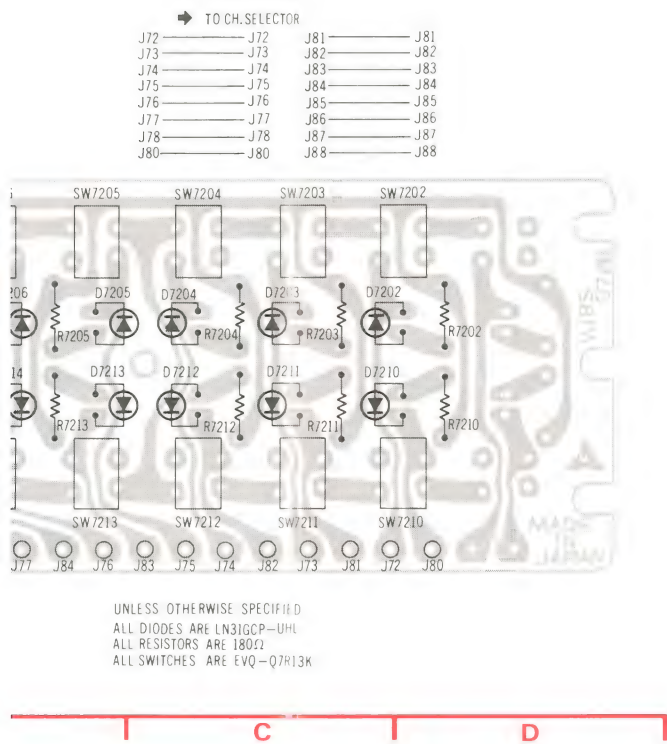 ➡ TO CH.SELECTOR
J72 J72 J81 J81
J73 J73 J82 J82
J74 J74 J83 J83
J75 J75 J84 J84
J76 J76 J85 J85
J77 J77 J86 J86
J78 J78 J87 J87
J80 J80 J88 J88
SW7205 SW7204 SW7203 SW7202
206 D7205 D7204 D7203 D7202
R7205 R7204 R7203 R7202
14 D7213 D7212 D7211 D7210
R7213 R7212 R7211 R7210
SW7213 SW7212 SW7211 SW7210
MADE
IN
JAPAN
J77 J84 J76 J83 J75 J74 J82 J73 J81 J72 J80
UNLESS OTHERWISE SPECIFIED
ALL DIODES ARE LN31GCP-UHL
ALL RESISTORS ARE 180Ω
ALL SWITCHES ARE EVQ-Q7R13K
C D